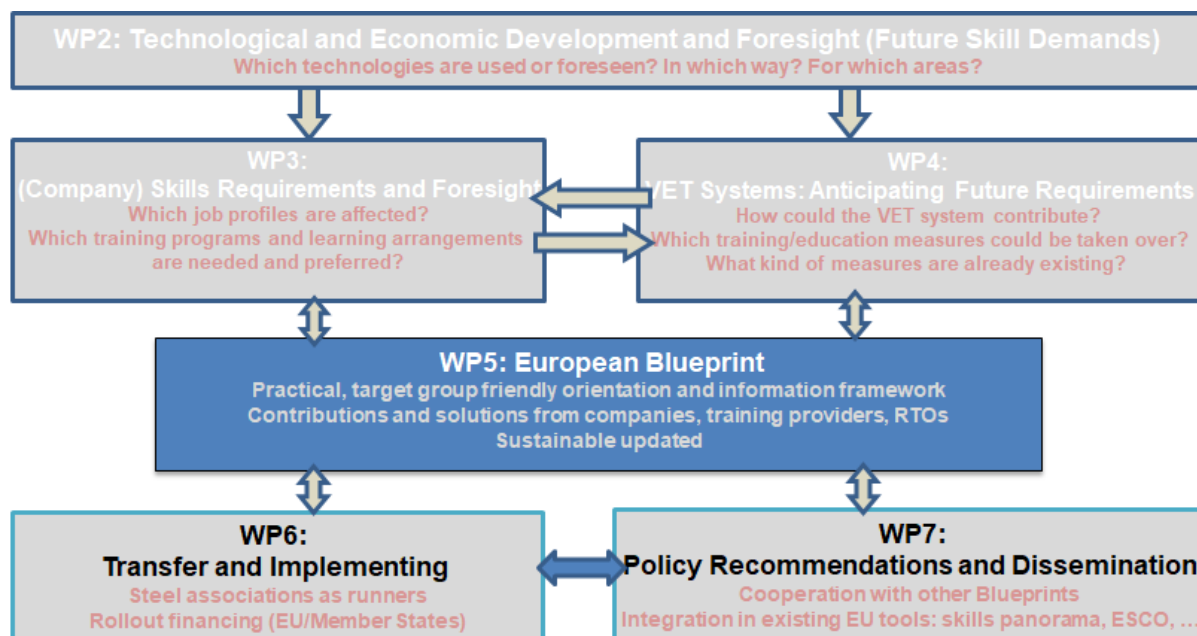 WP2: Technological and Economic Development and Foresight (Future Skill Demands)
Which technologies are used or foreseen? In which way? For which areas?
WP3:
(Company) Skills Requirements and Foresight
Which job profiles are affected?
Which training programs and learning arrangements
are needed and preferred?
WP4:
VET Systems: Anticipating Future Requirements
How could the VET system contribute?
Which training/education measures could be taken over?
What kind of measures are already existing?
WP5: European Blueprint
Practical, target group friendly orientation and information framework
Contributions and solutions from companies, training providers, RTOs
Sustainable updated
WP6:
Transfer and Implementing
Steel associations as runners
Rollout financing (EU/Member States)
WP7:
Policy Recommendations and Dissemination
Cooperation with other Blueprints
Integration in existing EU tools: skills panorama, ESCO, …